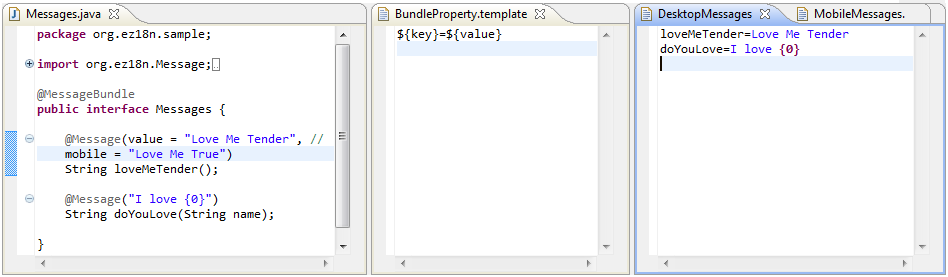 Messages.java
package org.ez18n.sample;
import org.ez18n.Message;
@MessageBundle
public interface Messages {
@Message(value = "Love Me Tender", //
mobile = "Love Me True")
String loveMeTender();
@Message("I love {0}")
String doYouLove(String name);
}
BundleProperty.template
${key}=${value}
DesktopMessages
MobileMessages.
loveMeTender=Love Me Tender
doYouLove=I love {0}